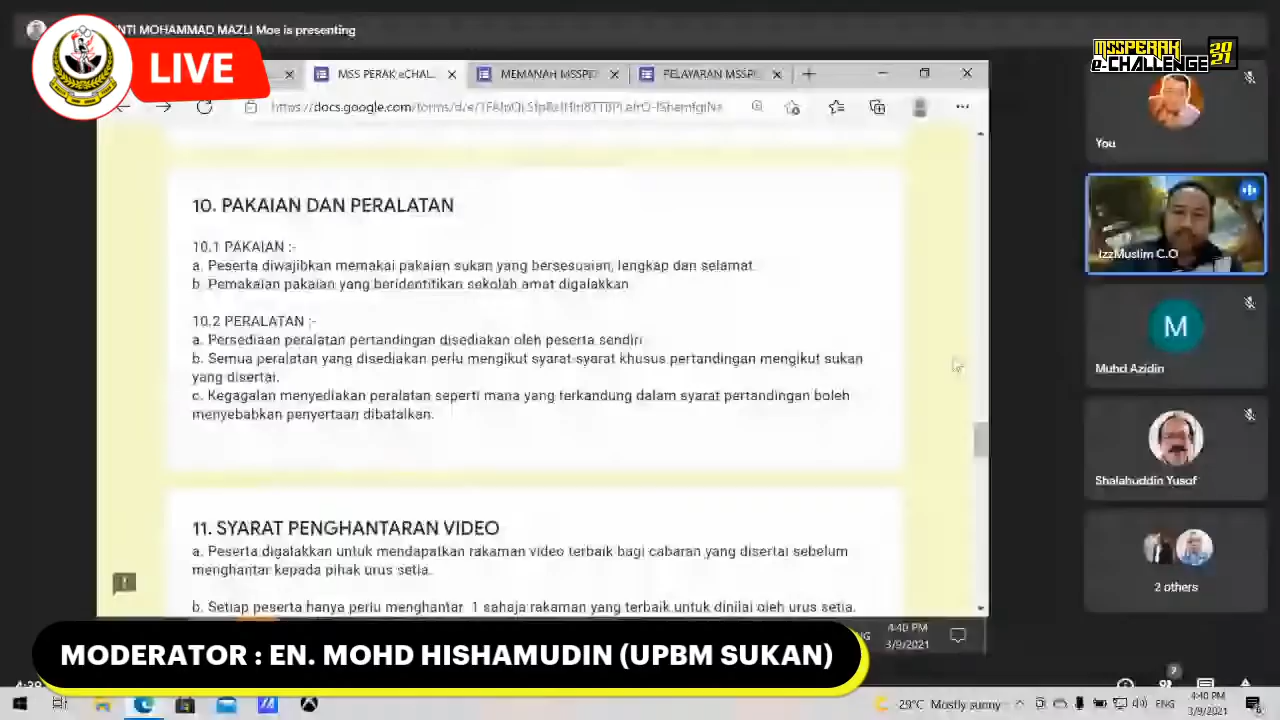 NTI MOHAMMAD MAZLI Moe is presenting
LIVE
MSSPERAK 2021
e-CHALLENGE
MSS PERAK eCHAL
MEMANAH MSSPE
PELAYARAN MSSP
10. PAKAIAN DAN PERALATAN
10.1 PAKAIAN :-
a. Peserta diwajibkan memakai pakaian sukan yang bersesuaian, lengkap dan selamat.
b. Pemakaian pakaian yang beridentitikan sekolah amat digalakkan
10.2 PERALATAN :-
a. Persediaan peralatan pertandingan disediakan oleh peserta sendiri
b. Semua peralatan yang disediakan perlu mengikut syarat-syarat khusus pertandingan mengikut sukan
yang disertai.
c. Kegagalan menyediakan peralatan seperti mana yang terkandung dalam syarat pertandingan boleh
menyebabkan penyertaan dibatalkan.
11. SYARAT PENGHANTARAN VIDEO
a. Peserta digalakkan untuk mendapatkan rakaman video terbaik bagi cabaran yang disertai sebelum
menghantar kepada pihak urus setia.
b. Setiap peserta hanya perlu menghantar 1 sahaja rakaman yang terbaik untuk dinilai oleh urus setia.
You
IzzMuslim C.O
M
Muhd Azidin
Shalahuddin Yusof
2 others
4:40 PM
3/9/2021
MODERATOR : EN. MOHD HISHAMUDIN (UPBM SUKAN)
29°C Mostly sunny
ENG
4:40 PM
3/9/2021